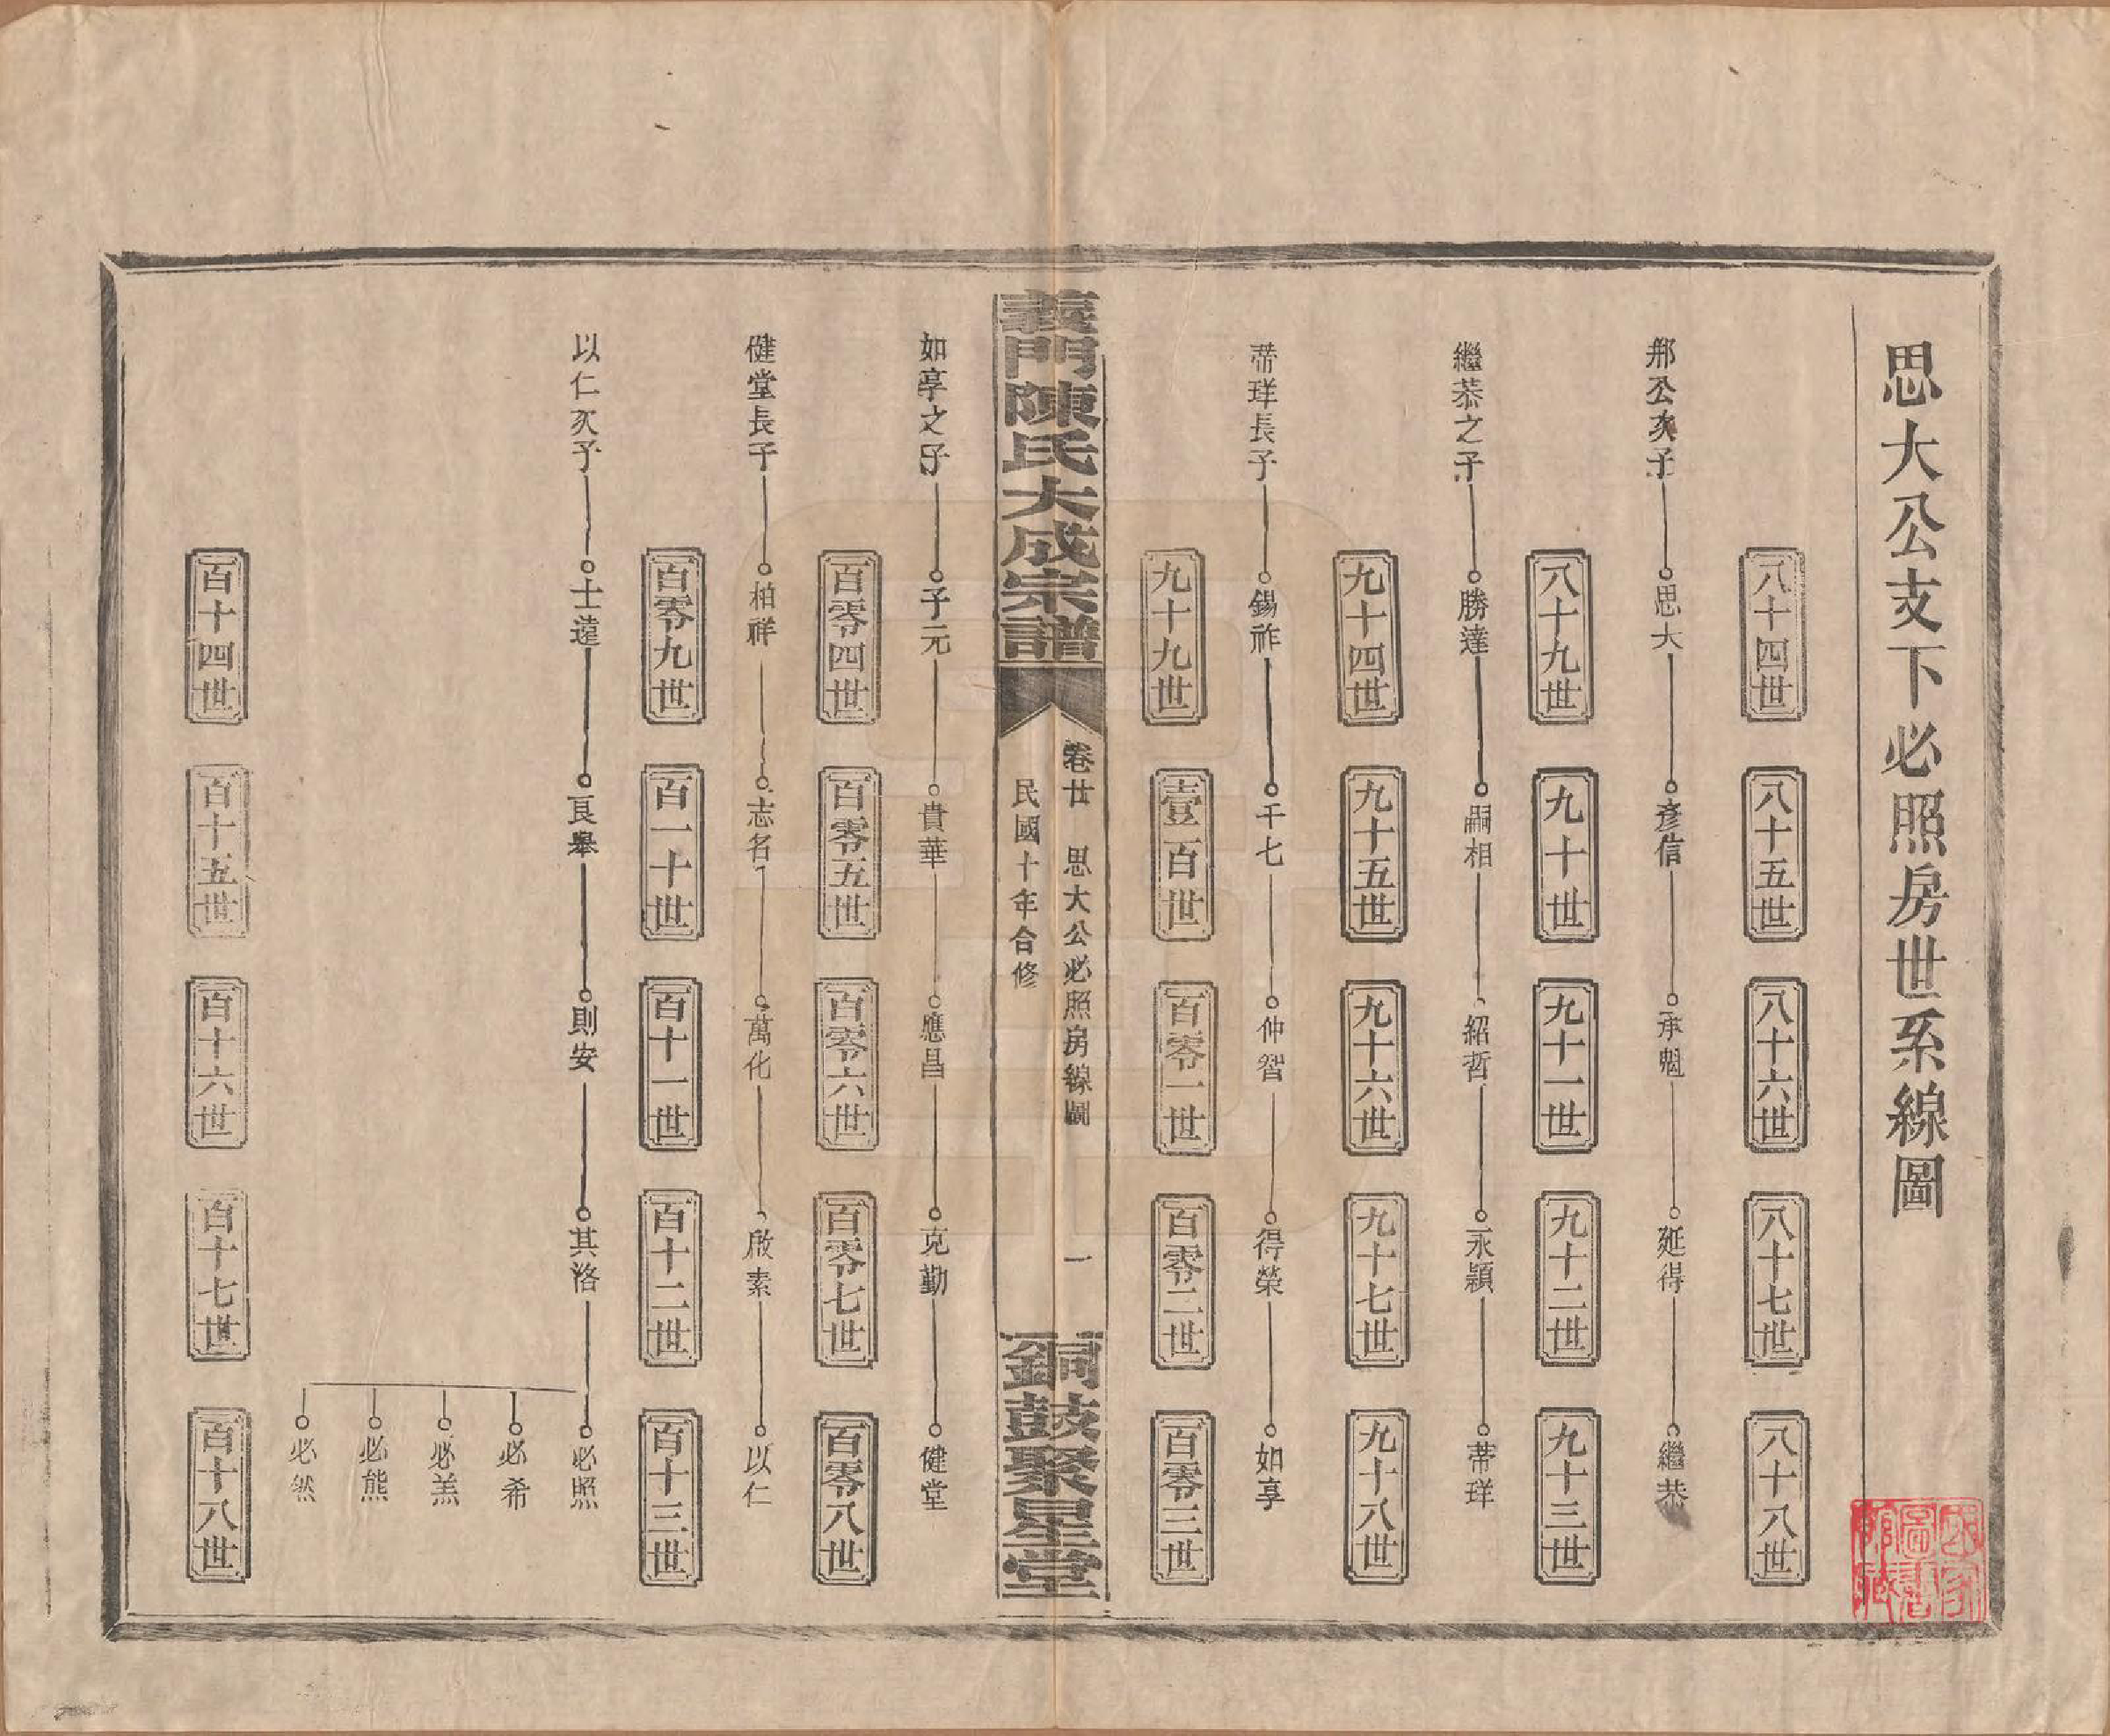 思大公支下必照房世系線圖
八十四世 八十五世 八十六世 八十七世 八十八世
邢公次子 思大 彥信 承魁 延得 繼恭
八十九世 九十世 九十一世 九十二世 九十三世
繼恭之子 勝達 嗣相 紹哲 永穎 蒂珜
九十四世 九十五世 九十六世 九十七世 九十八世
蒂珜長子 錫祚 千七 仲智 得榮 如享
九十九世 壹百世 百零一世 百零二世 百零三世
義門陳氏大成宗譜
卷廿 思大公必照房線圖 一
民國十年合修
銅鼓聚星堂
如享之子 子元 貴華 應昌 克勤 健堂
百零四世 百零五世 百零六世 百零七世 百零八世
健堂長子 柏祥 志名 萬化 啟素 以仁
百零九世 百一十世 百十一世 百十二世 百十三世
以仁次子 士達 良舉 則安 其洛 必照
必希
必羔
必熊
必然
百十四世 百十五世 百十六世 百十七世 百十八世